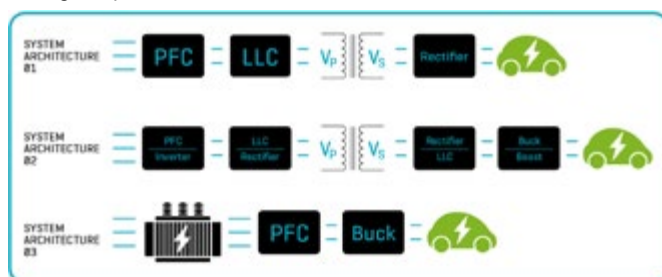 SYSTEM
ARCHITECTURE
01
PFC
LLC
Vp
Vs
Rectifier
SYSTEM
ARCHITECTURE
02
PFC
Inverter
LLC
Rectifier
Vp
Vs
Rectifier
LLC
Buck
Boost
SYSTEM
ARCHITECTURE
03
PFC
Buck